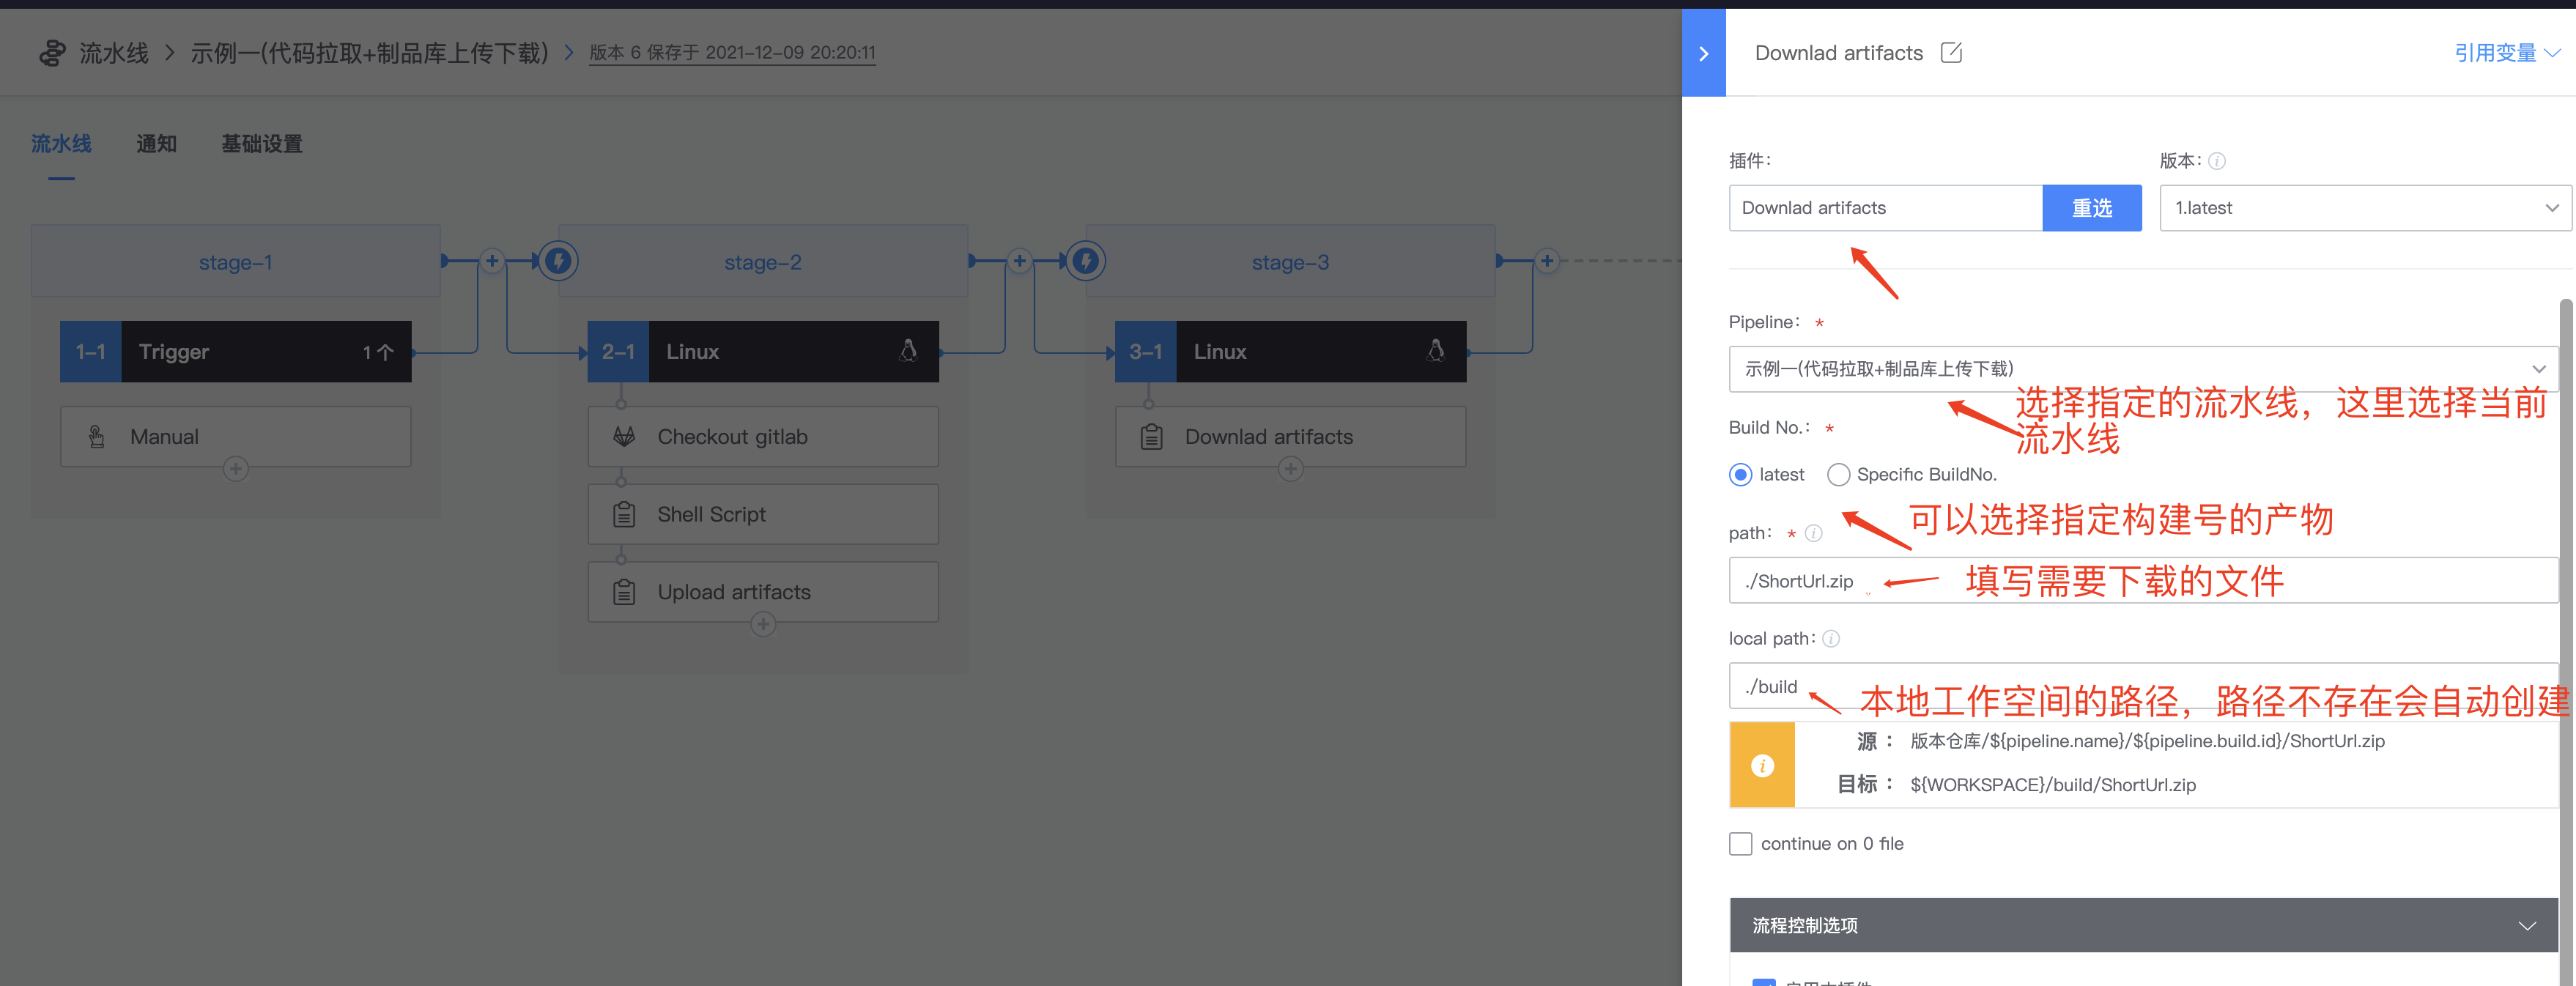 流水线 > 示例一(代码拉取+制品库上传下载) > 版本 6 保存于 2021-12-09 20:20:11
流水线 通知 基础设置
stage-1
1-1 Trigger 1个
Manual
stage-2
2-1 Linux
Checkout gitlab
Shell Script
Upload artifacts
stage-3
3-1 Linux
Downlad artifacts
Downlad artifacts
引用变量
插件：
版本：
Downlad artifacts 重选
1.latest
Pipeline： *
示例一(代码拉取+制品库上传下载)
选择指定的流水线，这里选择当前
流水线
Build No.： *
latest Specific BuildNo.
可以选择指定构建号的产物
path： *
./ShortUrl.zip
填写需要下载的文件
local path：
./build
本地工作空间的路径，路径不存在会自动创建
源 ： 版本仓库/${pipeline.name}/${pipeline.build.id}/ShortUrl.zip
目标 ： ${WORKSPACE}/build/ShortUrl.zip
continue on 0 file
流程控制选项